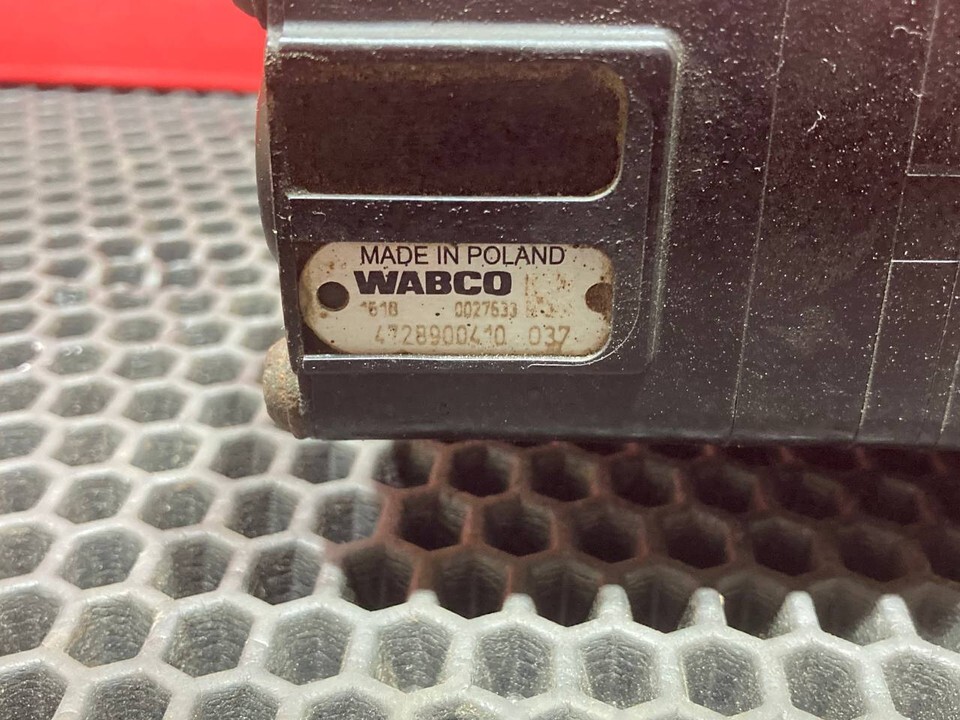 MADE IN POLAND
WABCO
1618 0027633
4728900410 037